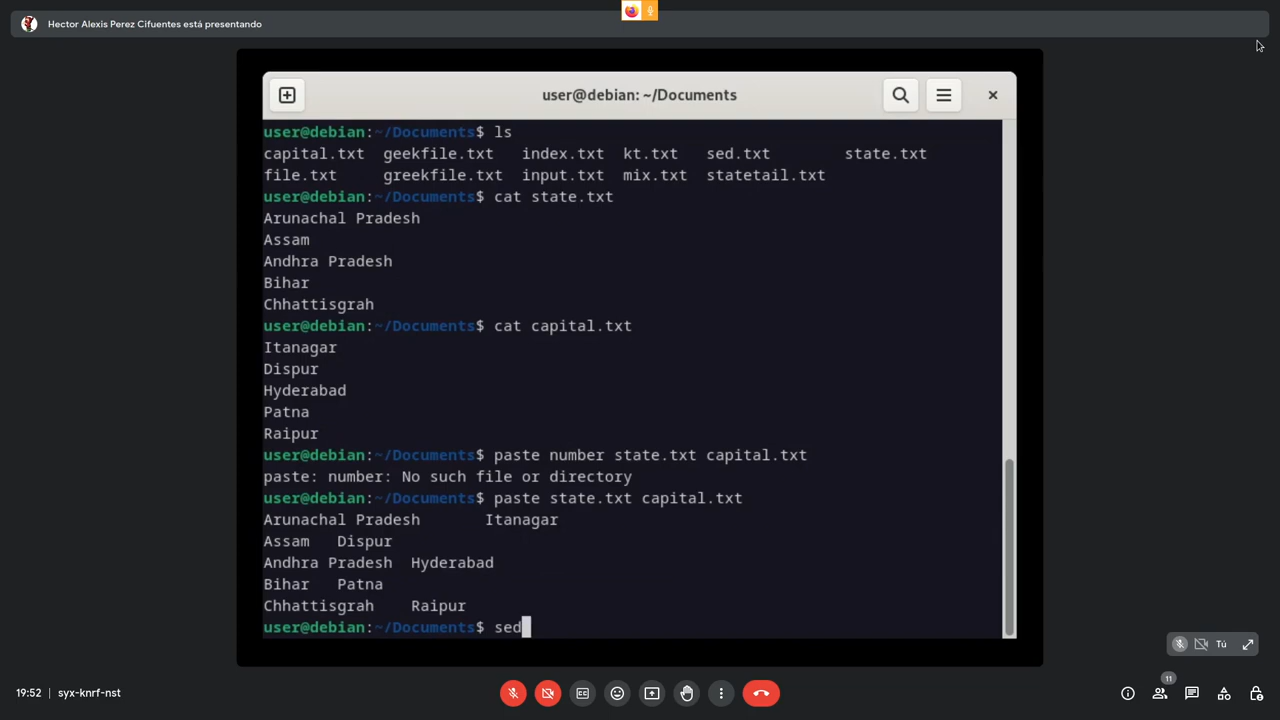 Hector Alexis Perez Cifuentes está presentando
user@debian: ~/Documents
user@debian:~/Documents$ ls
capital.txt geekfile.txt index.txt kt.txt sed.txt state.txt
file.txt greekfile.txt input.txt mix.txt statetail.txt
user@debian:~/Documents$ cat state.txt
Arunachal Pradesh
Assam
Andhra Pradesh
Bihar
Chhattisgrah
user@debian:~/Documents$ cat capital.txt
Itanagar
Dispur
Hyderabad
Patna
Raipur
user@debian:~/Documents$ paste number state.txt capital.txt
paste: number: No such file or directory
user@debian:~/Documents$ paste state.txt capital.txt
Arunachal Pradesh Itanagar
Assam Dispur
Andhra Pradesh Hyderabad
Bihar Patna
Chhattisgrah Raipur
user@debian:~/Documents$ sed
Tú
19:52 | syx-knrf-nst
11